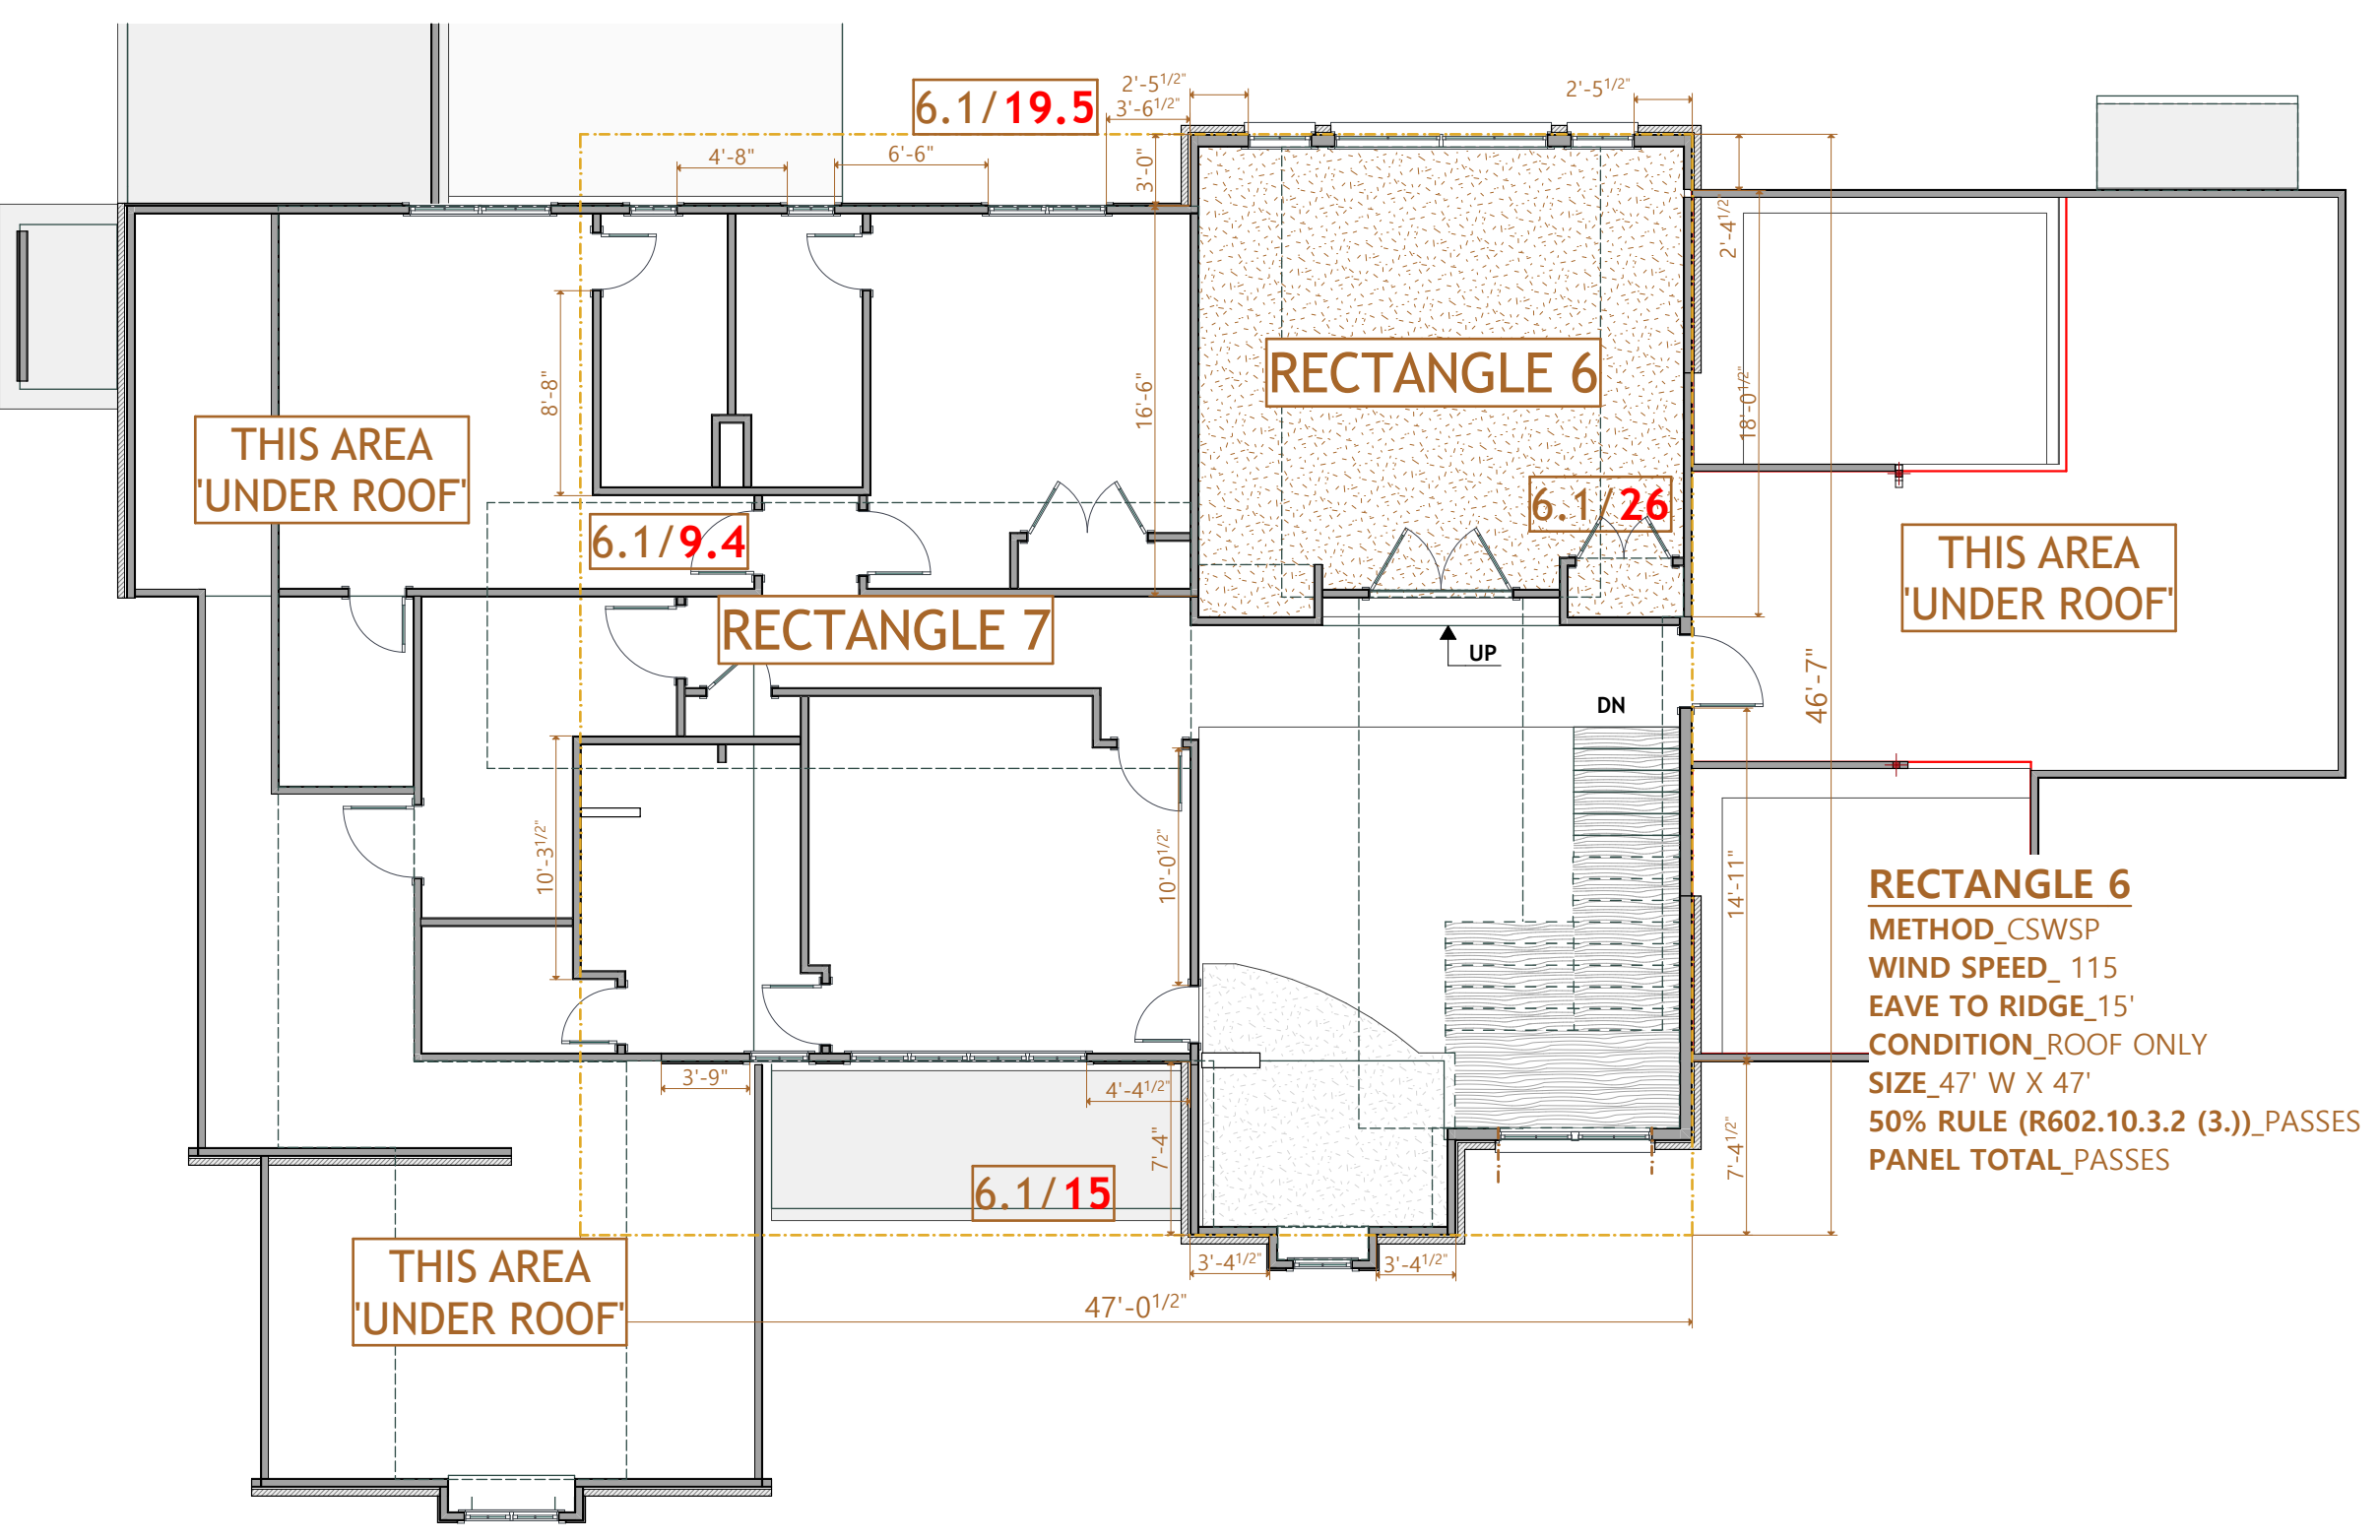 2'-5 1/2"
2'-5 1/2"
6.1/19.5
3'-6 1/2"
4'-8"
6'-6"
3'-0"
2'-4 1/2"
RECTANGLE 6
8'-8"
16'-6"
18'-0 1/2"
THIS AREA
'UNDER ROOF'
6.1/26
6.1/9.4
THIS AREA
'UNDER ROOF'
RECTANGLE 7
UP
46'-7"
DN
10'-3 1/2"
10'-0 1/2"
14'-11"
RECTANGLE 6
METHOD_CSWSP
WIND SPEED_ 115
EAVE TO RIDGE_15'
CONDITION_ROOF ONLY
SIZE_47' W X 47'
50% RULE (R602.10.3.2 (3.))_PASSES
PANEL TOTAL_PASSES
3'-9"
4'-4 1/2"
7'-4"
7'-4 1/2"
6.1/15
THIS AREA
'UNDER ROOF'
3'-4 1/2"
3'-4 1/2"
47'-0 1/2"